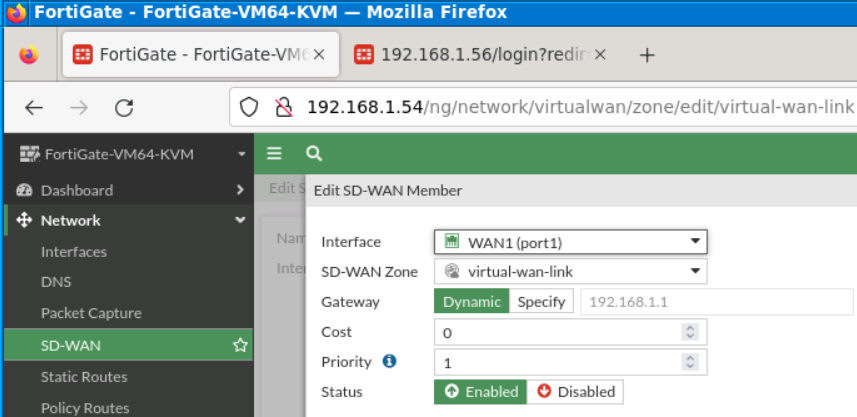 FortiGate - FortiGate-VM64-KVM — Mozilla Firefox
FortiGate - FortiGate-VM6
192.168.1.56/login?redir
192.168.1.54/ng/network/virtualwan/zone/edit/virtual-wan-link
FortiGate-VM64-KVM
Dashboard
Edit S
Edit SD-WAN Member
Network
Nam
Interface
WAN1 (port1)
Interfaces
Inte
SD-WAN Zone
virtual-wan-link
DNS
Gateway
Dynamic
Specify
192.168.1.1
Packet Capture
Cost
0
SD-WAN
Priority
1
Static Routes
Status
Enabled
Disabled
Policy Routes